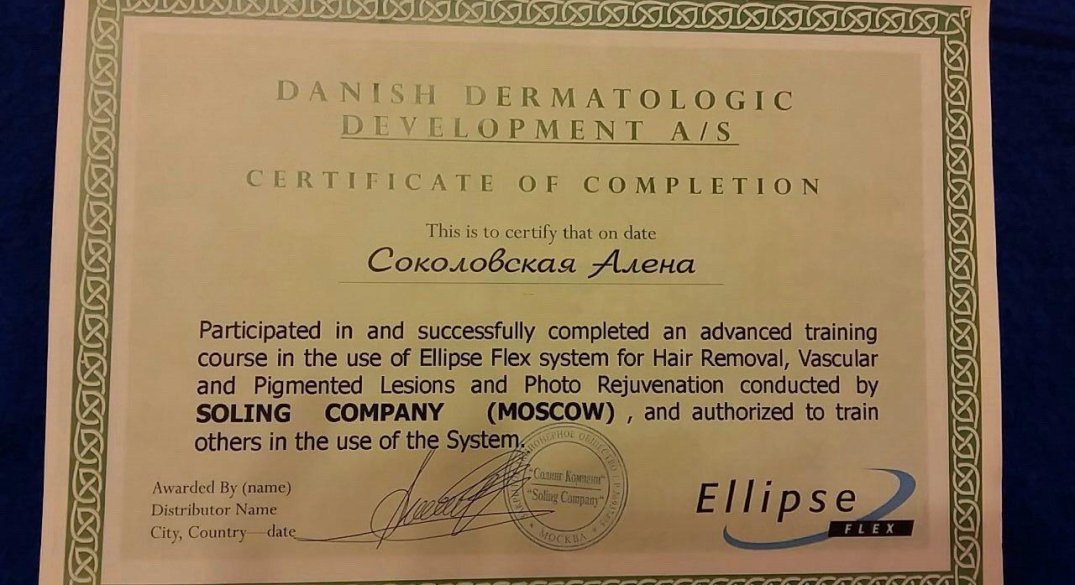 DANISH DERMATOLOGIC
DEVELOPMENT A/S
CERTIFICATE OF COMPLETION
This is to certify that on date
Соколовская Алена
Participated in and successfully completed an advanced training
course in the use of Ellipse Flex system for Hair Removal, Vascular
and Pigmented Lesions and Photo Rejuvenation conducted by
SOLING COMPANY (MOSCOW) , and authorized to train
others in the use of the System.
Awarded By (name)
Distributor Name
City, Country date
"Солинг Компани"
"Soling Company"
МОСКВА
Ellipse
FLEX